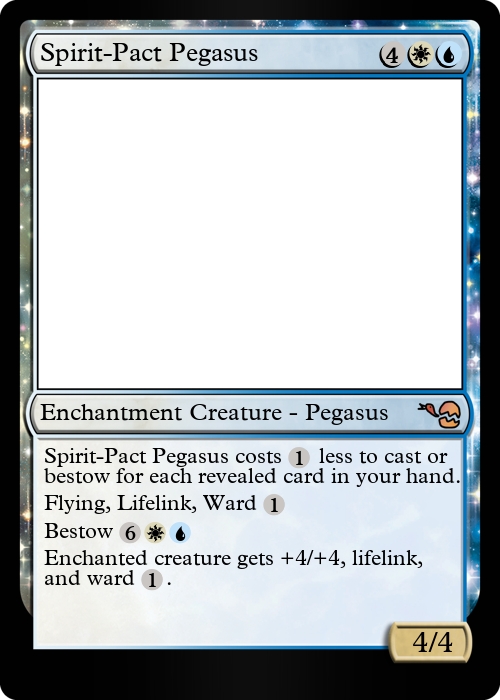 Spirit-Pact Pegasus 4
Enchantment Creature - Pegasus
Spirit-Pact Pegasus costs 1 less to cast or
bestow for each revealed card in your hand.
Flying, Lifelink, Ward 1
Bestow 6
Enchanted creature gets +4/+4, lifelink,
and ward 1 .
4/4